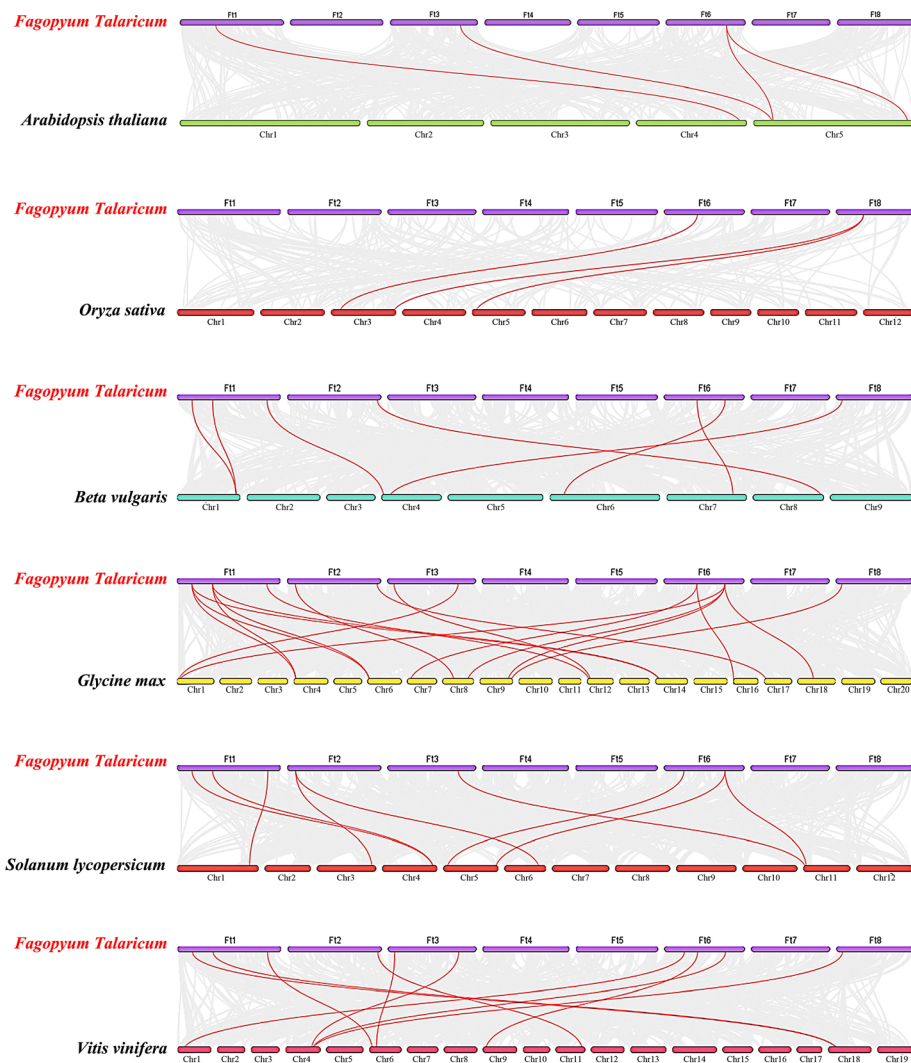 Ft1 Ft2 Ft3 Ft4 Ft5 Ft6 Ft7 Ft8
Fagopyum Talaricum
Arabidopsis thaliana
Chr1 Chr2 Chr3 Chr4 Chr5
Ft1 Ft2 Ft3 Ft4 Ft5 Ft6 Ft7 Ft8
Fagopyum Talaricum
Oryza sativa
Chr1 Chr2 Chr3 Chr4 Chr5 Chr6 Chr7 Chr8 Chr9 Chr10 Chr11 Chr12
Ft1 Ft2 Ft3 Ft4 Ft5 Ft6 Ft7 Ft8
Fagopyum Talaricum
Beta vulgaris
Chr1 Chr2 Chr3 Chr4 Chr5 Chr6 Chr7 Chr8 Chr9
Ft1 Ft2 Ft3 Ft4 Ft5 Ft6 Ft7 Ft8
Fagopyum Talaricum
Glycine max
Chr1 Chr2 Chr3 Chr4 Chr5 Chr6 Chr7 Chr8 Chr9 Chr10 Chr11 Chr12 Chr13 Chr14 Chr15 Chr16 Chr17 Chr18 Chr19 Chr20
Ft1 Ft2 Ft3 Ft4 Ft5 Ft6 Ft7 Ft8
Fagopyum Talaricum
Solanum lycopersicum
Chr1 Chr2 Chr3 Chr4 Chr5 Chr6 Chr7 Chr8 Chr9 Chr10 Chr11 Chr12
Ft1 Ft2 Ft3 Ft4 Ft5 Ft6 Ft7 Ft8
Fagopyum Talaricum
Vitis vinifera
Chr1 Chr2 Chr3 Chr4 Chr5 Chr6 Chr7 Chr8 Chr9 Chr10 Chr11 Chr12 Chr13 Chr14 Chr15 Chr16 Chr17 Chr18 Chr19